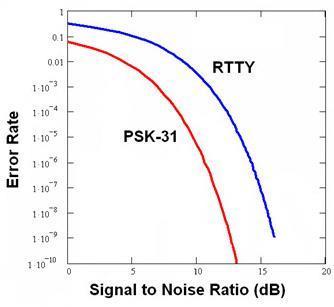 1
0.1
0.01
1·10⁻³
1·10⁻⁴
1·10⁻⁵
1·10⁻⁶
1·10⁻⁷
1·10⁻⁸
1·10⁻⁹
1·10⁻¹⁰
Error Rate
RTTY
PSK-31
0 5 10 15 20
Signal to Noise Ratio (dB)